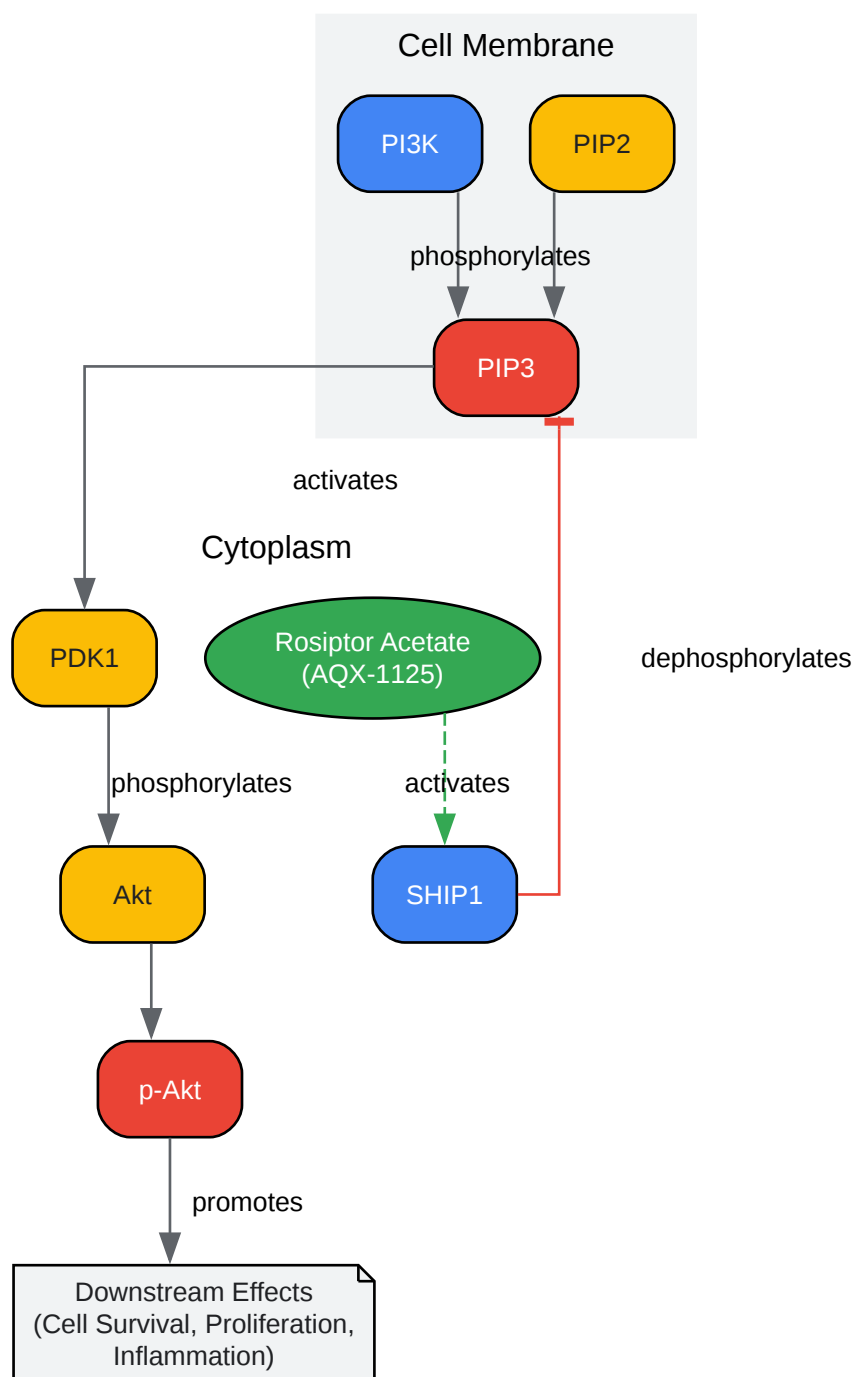 Cell Membrane
PI3K
PIP2
phosphorylates
PIP3
activates
Cytoplasm
PDK1
Rosiptor Acetate
(AQX-1125)
dephosphorylates
phosphorylates
activates
Akt
SHIP1
p-Akt
promotes
Downstream Effects
(Cell Survival, Proliferation,
Inflammation)